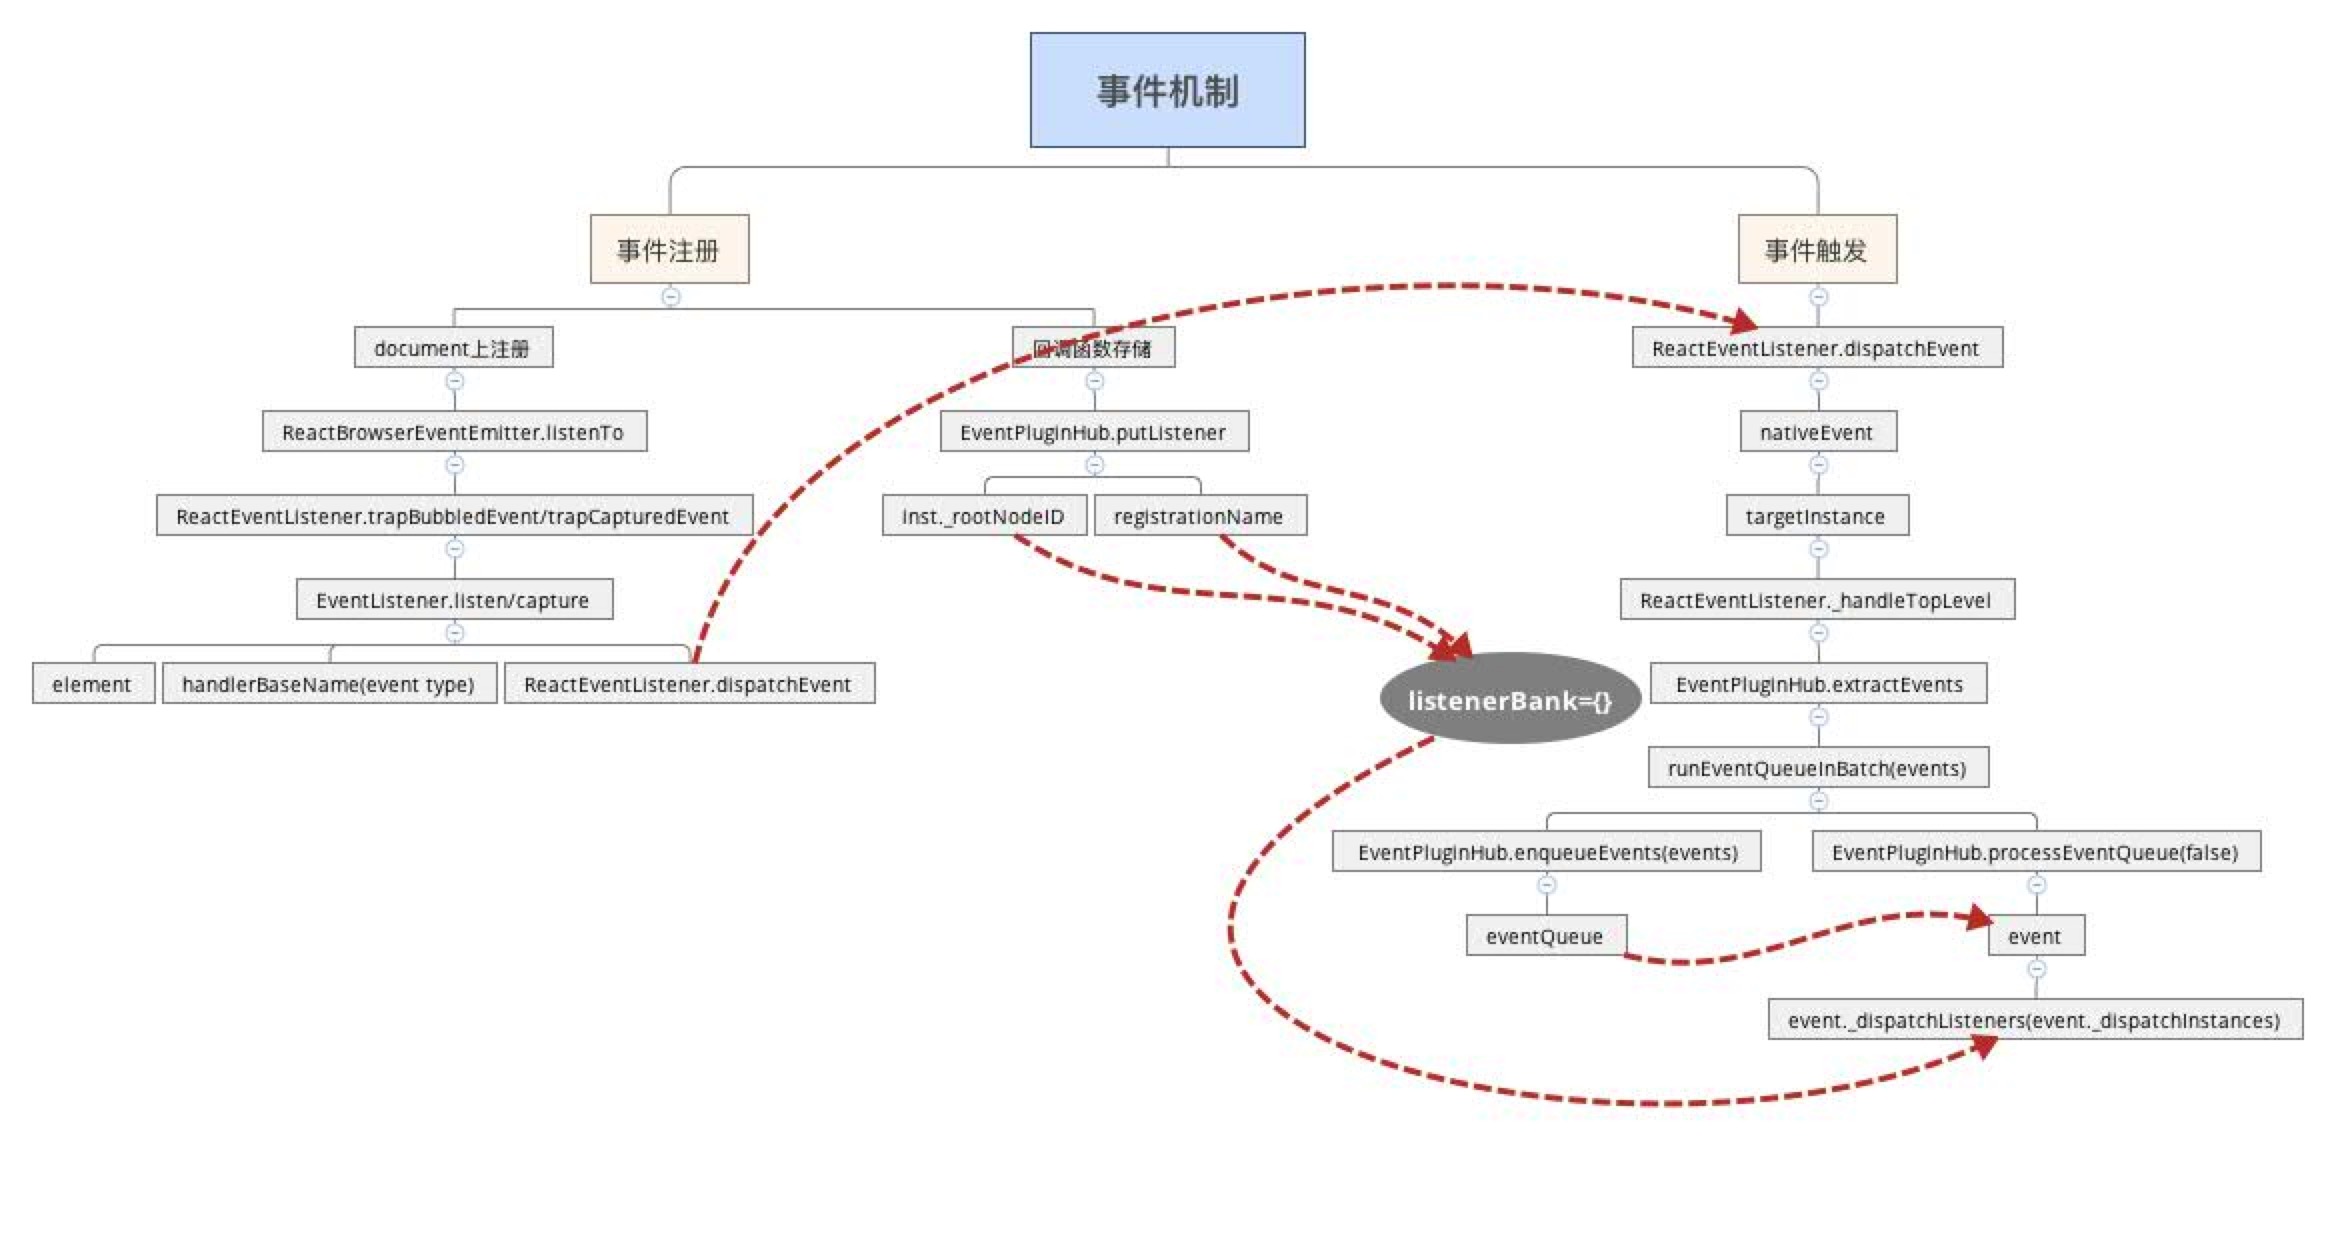 事件机制
事件注册
事件触发
document上注册
回调函数存储
ReactEventListener.dispatchEvent
ReactBrowserEventEmitter.listenTo
EventPluginHub.putListener
nativeEvent
ReactEventListener.trapBubbledEvent/trapCapturedEvent
inst._rootNodeID
registrationName
targetInstance
EventListener.listen/capture
ReactEventListener._handleTopLevel
element
handlerBaseName(event type)
ReactEventListener.dispatchEvent
listenerBank={}
EventPluginHub.extractEvents
runEventQueueInBatch(events)
EventPluginHub.enqueueEvents(events)
EventPluginHub.processEventQueue(false)
eventQueue
event
event._dispatchListeners(event._dispatchInstances)